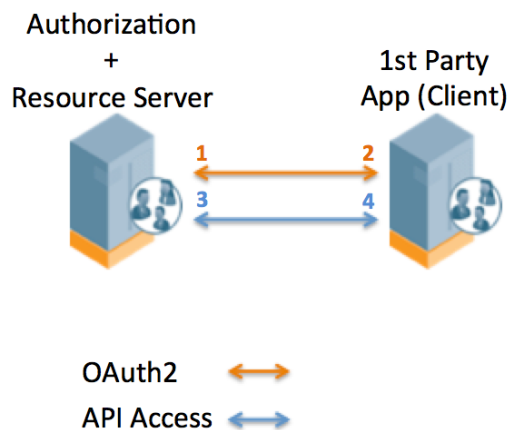 Authorization
+
Resource Server
1st Party
App (Client)
1
2
3
4
OAuth2
API Access